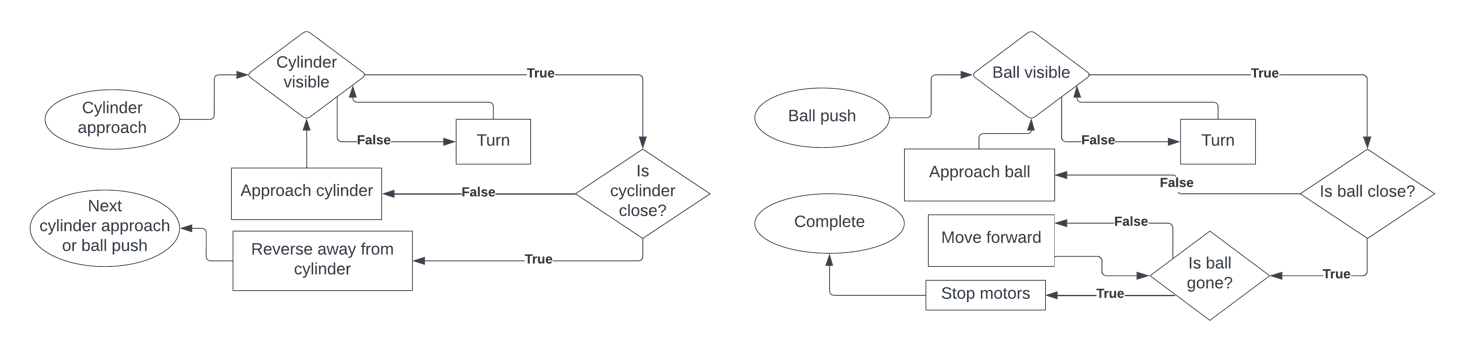 Cylinder
approach
Cylinder
visible
True
False
Turn
Is
cyclinder
close?
False
Approach cylinder
True
Reverse away from
cylinder
Next
cylinder approach
or ball push
Ball push
Ball visible
True
False
Turn
Is ball close?
False
Approach ball
True
Is ball
gone?
False
Move forward
True
Stop motors
Complete